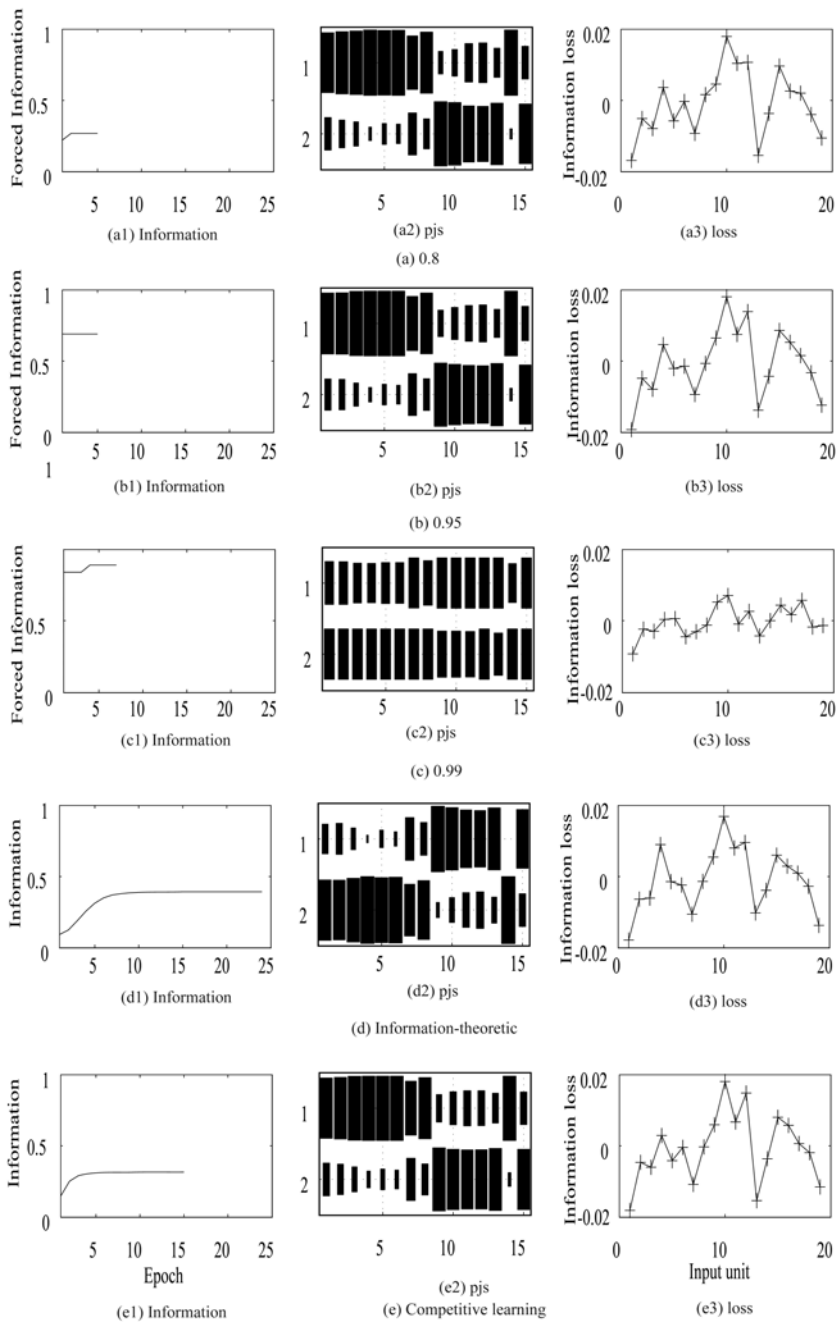 Forced Information
1
0.5
0
5 10 15 20 25
(a1) Information
1
2
5 10 15
(a2) pjs
(a) 0.8
Information loss
0.02
0
-0.02
0 10 20
(a3) loss
Forced Information
1
0.5
0
5 10 15 20 25
1
(b1) Information
1
2
5 10 15
(b2) pjs
(b) 0.95
Information loss
0.02
0
-0.02
0 10 20
(b3) loss
Forced Information
0.5
0
5 10 15 20 25
(c1) Information
1
2
5 10 15
(c2) pjs
(c) 0.99
Information loss
0.02
0
-0.02
0 10 20
(c3) loss
Information
1
0.5
0
5 10 15 20 25
(d1) Information
1
2
5 10 15
(d2) pjs
(d) Information-theoretic
Information loss
0.02
0
-0.02
0 10 20
(d3) loss
Information
1
0.5
0
5 10 15 20 25
Epoch
(e1) Information
1
2
5 10 15
(e2) pjs
(e) Competitive learning
Information loss
0.02
0
-0.02
0 10 20
Input unit
(e3) loss